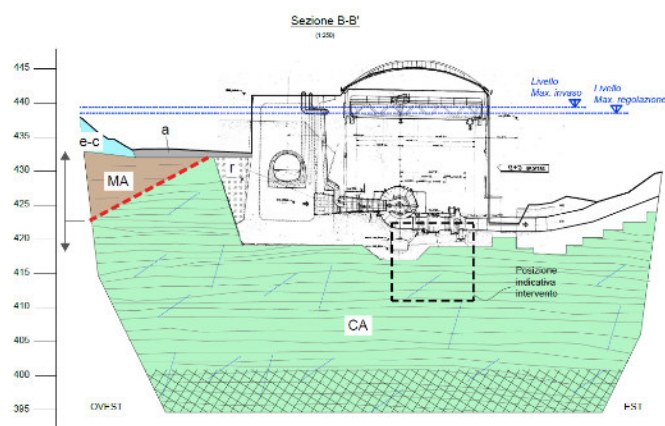 Sezione B-B'
(1:250)
445
440
435
430
425
420
415
410
405
400
395
Livello
Max. invaso
Livello
Max. regolazione
e-c
a
MA
r
Posizione
indicativa
intervento
CA
OVEST
EST